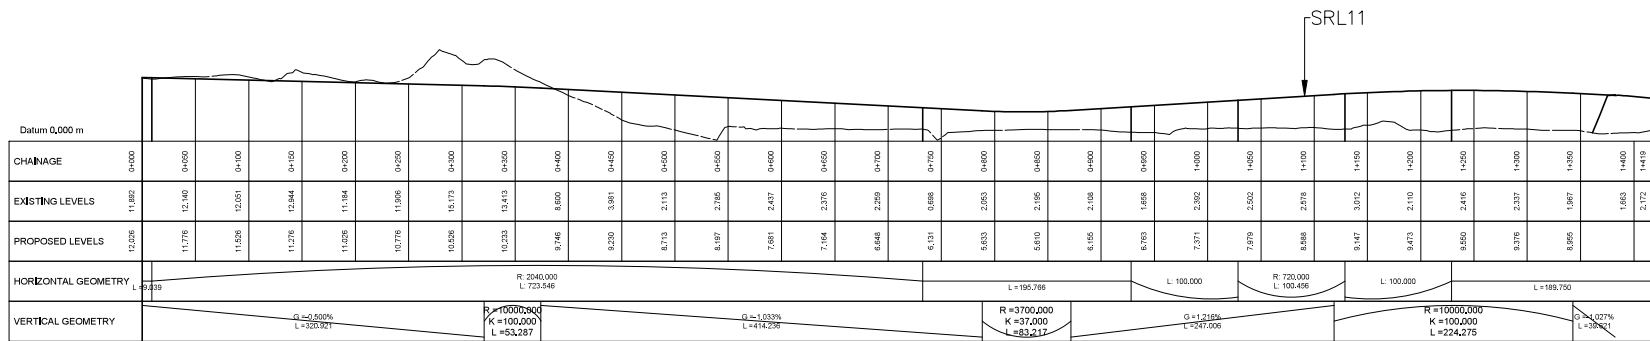 SRL11
Datum 0.000 m
CHAINAGE 0+000 0+050 0+100 0+150 0+200 0+250 0+300 0+350 0+400 0+450 0+500 0+550 0+600 0+650 0+700 0+750 0+800 0+850 0+900 0+950 1+000 1+050 1+100 1+150 1+200 1+250 1+300 1+350 1+400 1+419
EXISTING LEVELS 11.892 12.140 12.051 12.944 11.184 11.906 15.173 13.413 8.600 3.981 2.113 2.785 2.437 2.376 2.259 0.698 2.053 2.195 2.108 1.658 2.392 2.502 2.578 3.012 2.110 2.416 2.337 1.967 1.663 2.172
PROPOSED LEVELS 12.026 11.776 11.526 11.276 11.026 10.776 10.526 10.233 9.746 9.230 8.713 8.197 7.681 7.164 6.648 6.131 5.633 5.610 6.155 6.763 7.371 7.979 8.588 9.147 9.473 9.550 9.376 8.955
HORIZONTAL GEOMETRY
L =9.039
R: 2040.000
L: 723.546
L =195.766
L: 100.000
R: 720.000
L: 100.456
L: 100.000
L =189.750
VERTICAL GEOMETRY
G =-0.500%
L =320.921
R =10000.000
K =100.000
L =53.287
G =-1.033%
L =414.236
R =3700.000
K =37.000
L =83.217
G =1.216%
L =247.006
R =10000.000
K =100.000
L =224.275
G =-1.027%
L =39.621